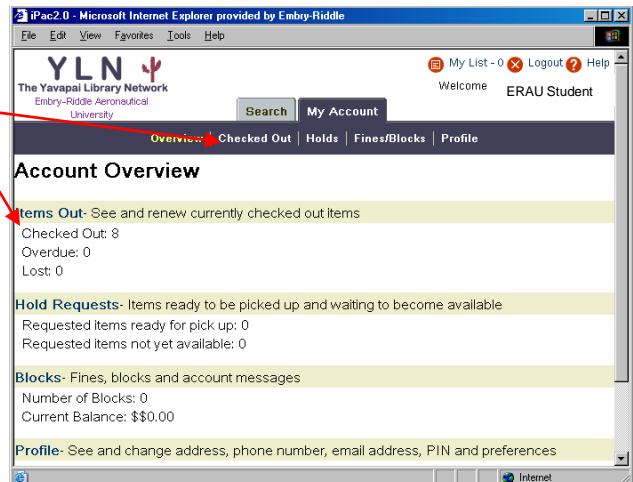 iPac2.0 - Microsoft Internet Explorer provided by Embry-Riddle
File Edit View Favorites Tools Help
YLN
The Yavapai Library Network
Embry-Riddle Aeronautical
University
My List - 0 Logout Help
Welcome ERAU Student
Search My Account
Overview Checked Out Holds Fines/Blocks Profile
Account Overview
Items Out- See and renew currently checked out items
Checked Out: 8
Overdue: 0
Lost: 0
Hold Requests- Items ready to be picked up and waiting to become available
Requested items ready for pick up: 0
Requested items not yet available: 0
Blocks- Fines, blocks and account messages
Number of Blocks: 0
Current Balance: $$0.00
Profile- See and change address, phone number, email address, PIN and preferences
Internet